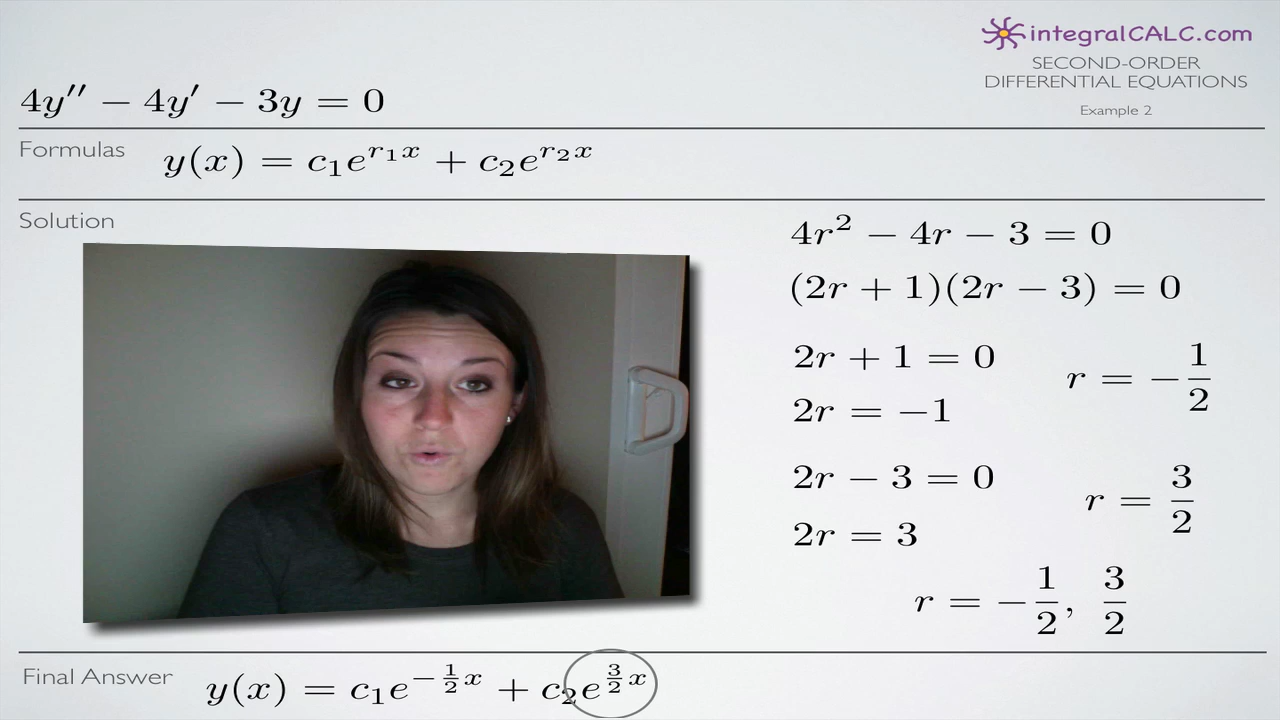 integralCALC.com
SECOND-ORDER
DIFFERENTIAL EQUATIONS
Example 2
4y'' − 4y' − 3y = 0
Formulas y(x) = c₁e^{r₁x} + c₂e^{r₂x}
Solution
4r² − 4r − 3 = 0
(2r + 1)(2r − 3) = 0
2r + 1 = 0
r = −1/2
2r = −1
2r − 3 = 0
r = 3/2
2r = 3
r = −1/2, 3/2
Final Answer y(x) = c₁e^{−1/2x} + c₂e^{3/2x}